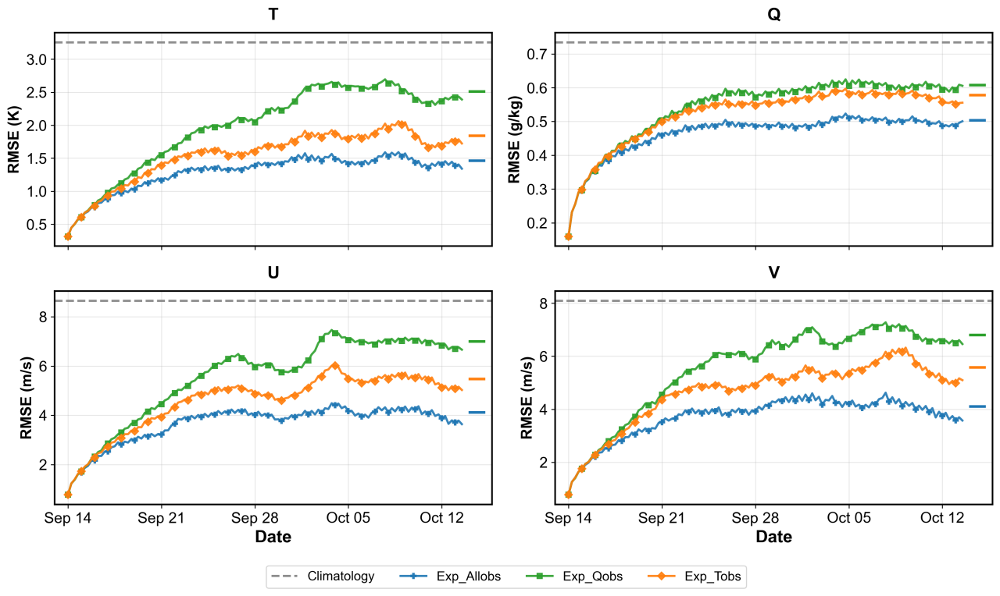 T
Q
RMSE (K)
3.0
2.5
2.0
1.5
1.0
0.5
RMSE (g/kg)
0.7
0.6
0.5
0.4
0.3
0.2
U
V
RMSE (m/s)
8
6
4
2
Sep 14
Sep 21
Sep 28
Oct 05
Oct 12
Date
RMSE (m/s)
8
6
4
2
Sep 14
Sep 21
Sep 28
Oct 05
Oct 12
Date
Climatology
Exp_Allobs
Exp_Qobs
Exp_Tobs